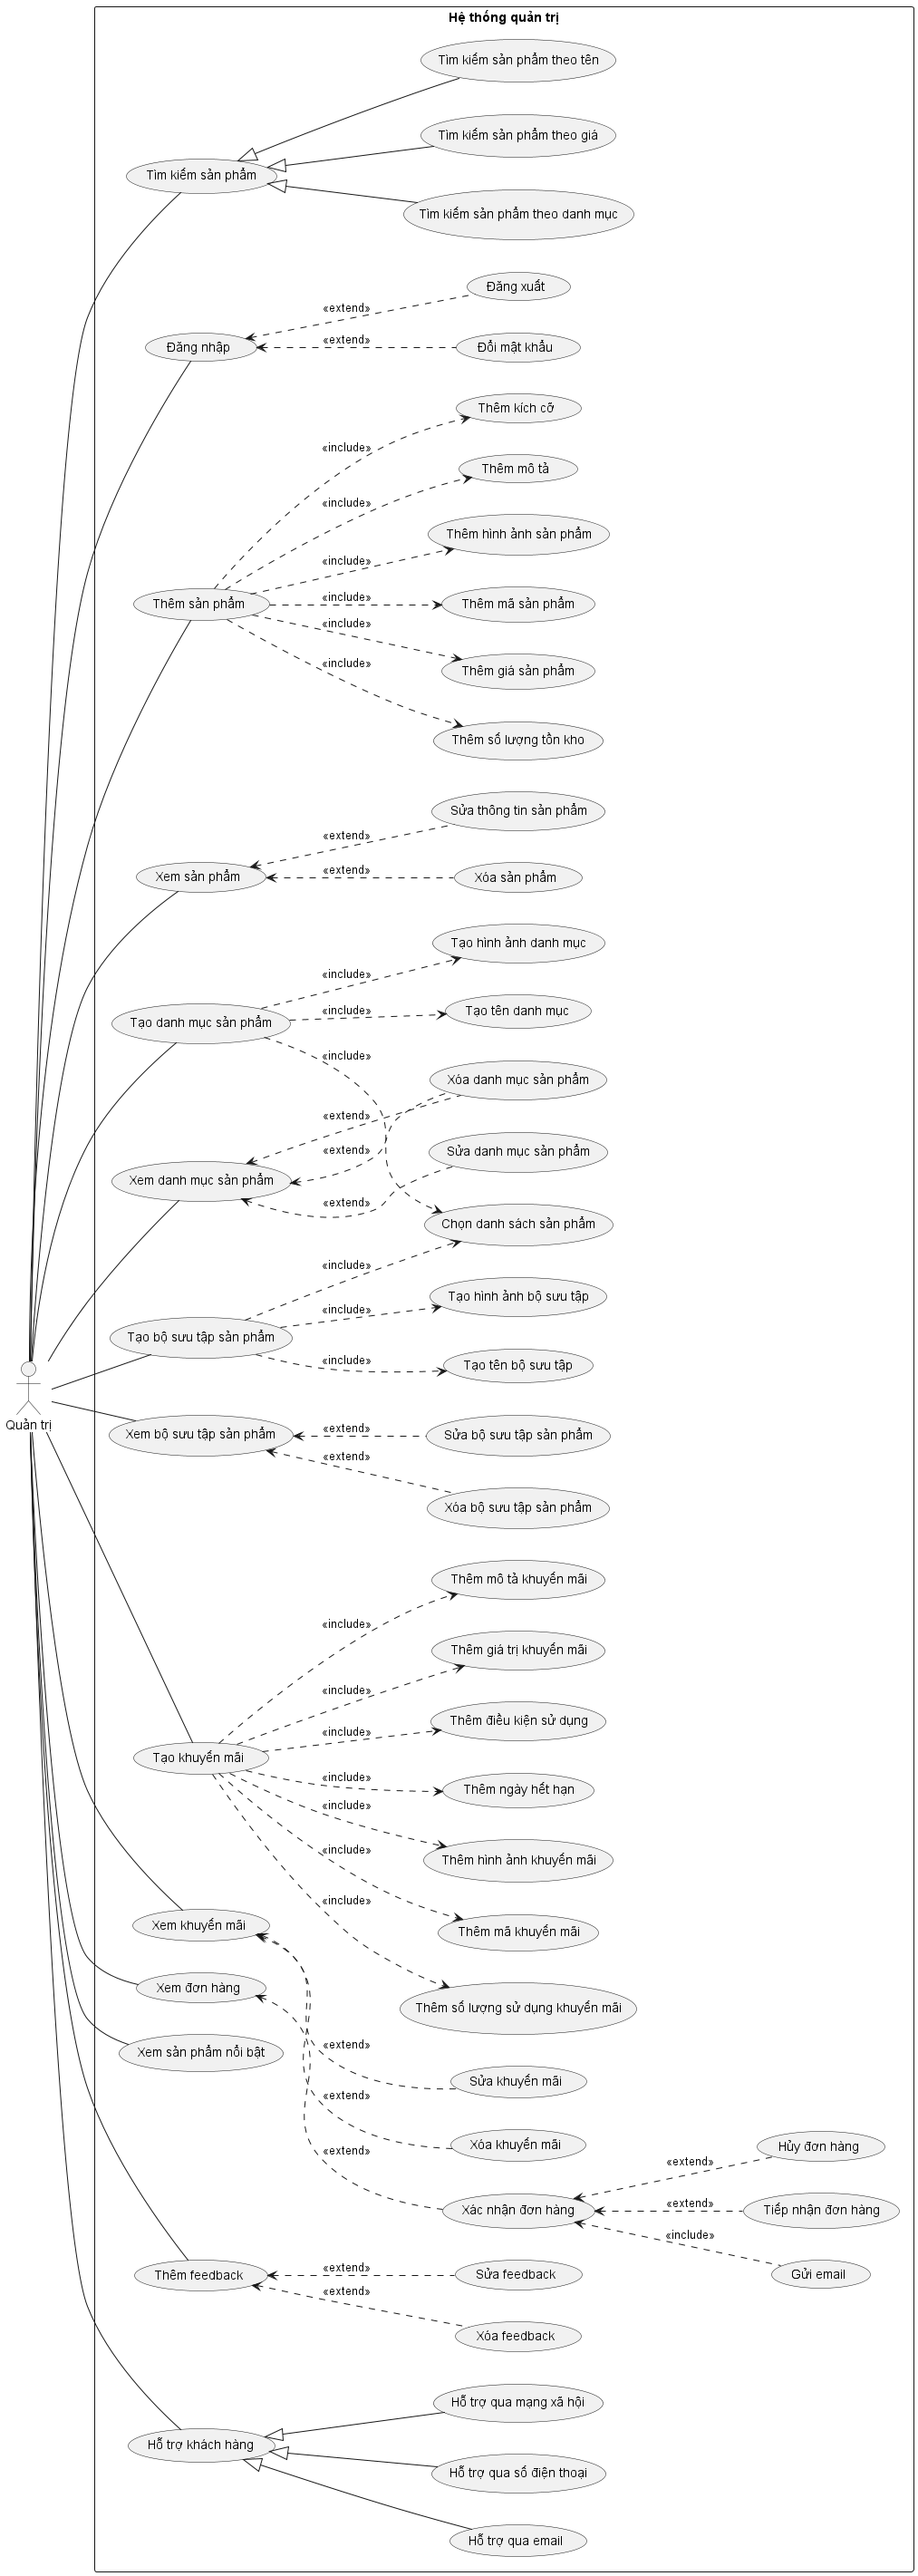 Hệ thống quản trị
Tìm kiếm sản phẩm theo tên
Tìm kiếm sản phẩm theo giá
Tìm kiếm sản phẩm
Tìm kiếm sản phẩm theo danh mục
Đăng xuất
«extend»
Đăng nhập
«extend»
Đổi mật khẩu
Thêm kích cỡ
«include»
Thêm mô tả
«include»
Thêm hình ảnh sản phẩm
«include»
Thêm sản phẩm
«include»
Thêm mã sản phẩm
«include»
Thêm giá sản phẩm
«include»
Thêm số lượng tồn kho
Sửa thông tin sản phẩm
«extend»
Xem sản phẩm
«extend»
Xóa sản phẩm
Tạo hình ảnh danh mục
«include»
Tạo danh mục sản phẩm
«include»
Tạo tên danh mục
«include»
Xóa danh mục sản phẩm
«extend»
«extend»
Sửa danh mục sản phẩm
Xem danh mục sản phẩm
«extend»
Chọn danh sách sản phẩm
«include»
Tạo hình ảnh bộ sưu tập
«include»
Tạo bộ sưu tập sản phẩm
«include»
Tạo tên bộ sưu tập
Quản trị
Xem bộ sưu tập sản phẩm
«extend»
Sửa bộ sưu tập sản phẩm
«extend»
Xóa bộ sưu tập sản phẩm
Thêm mô tả khuyến mãi
«include»
Thêm giá trị khuyến mãi
«include»
Thêm điều kiện sử dụng
«include»
Tạo khuyến mãi
«include»
Thêm ngày hết hạn
«include»
Thêm hình ảnh khuyến mãi
«include»
Thêm mã khuyến mãi
«include»
Thêm số lượng sử dụng khuyến mãi
Xem khuyến mãi
Xem đơn hàng
Xem sản phẩm nổi bật
«extend»
Sửa khuyến mãi
«extend»
Xóa khuyến mãi
«extend»
Xác nhận đơn hàng
Hủy đơn hàng
«extend»
«extend»
Tiếp nhận đơn hàng
«include»
Gửi email
Thêm feedback
«extend»
Sửa feedback
«extend»
Xóa feedback
Hỗ trợ qua mạng xã hội
Hỗ trợ khách hàng
Hỗ trợ qua số điện thoại
Hỗ trợ qua email